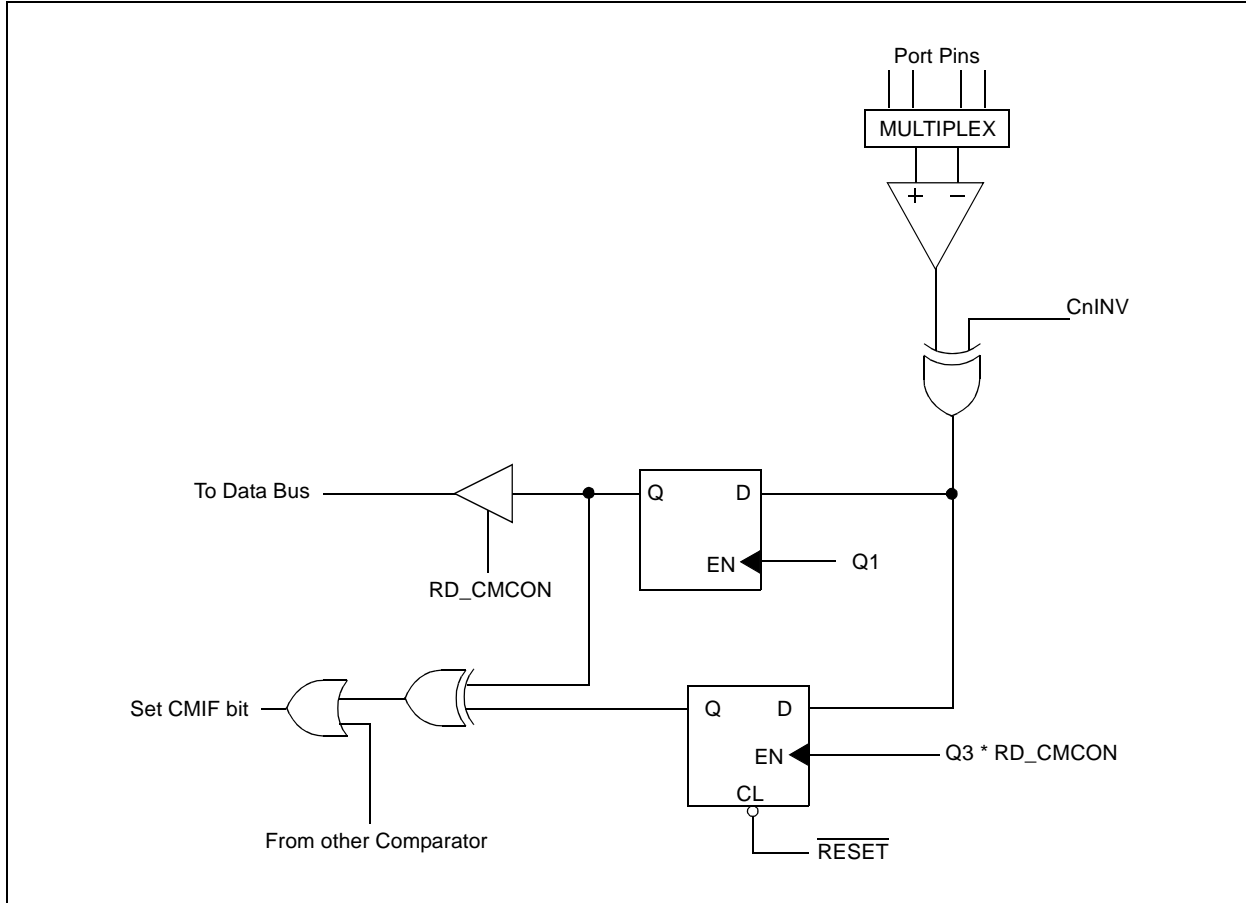 Port Pins
MULTIPLEX
+ −
CnINV
To Data Bus
Q D
EN
Q1
RD_CMCON
Set CMIF bit
Q D
EN
Q3 * RD_CMCON
CL
From other Comparator
RESET